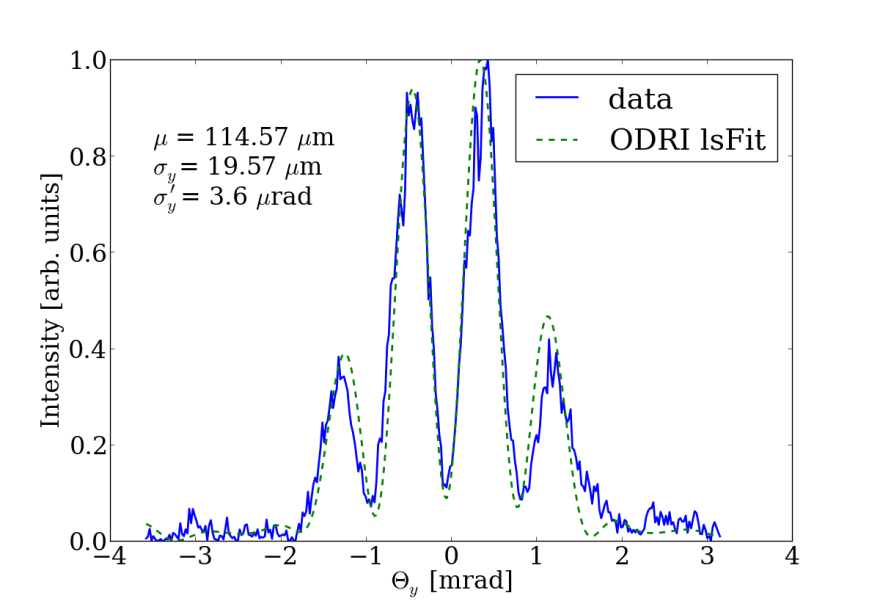 1.0
0.8
0.6
0.4
0.2
0.0
−4
−3
−2
−1
0
1
2
3
4
Intensity [arb. units]
Θ_y [mrad]
μ = 114.57 μm
σ_y = 19.57 μm
σ′_y = 3.6 μrad
data
ODRI lsFit